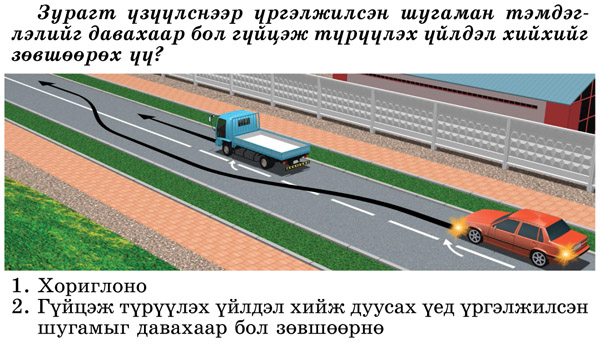 Зурагт үзүүлснээр үргэлжилсэн шугаман тэмдэг-
лэлийг давахаар бол гүйцэж түрүүлэх үйлдэл хийхийг
зөвшөөрөх үү?
1. Хориглоно
2. Гүйцэж түрүүлэх үйлдэл хийж дуусах үед үргэлжилсэн
шугамыг давахаар бол зөвшөөрнө